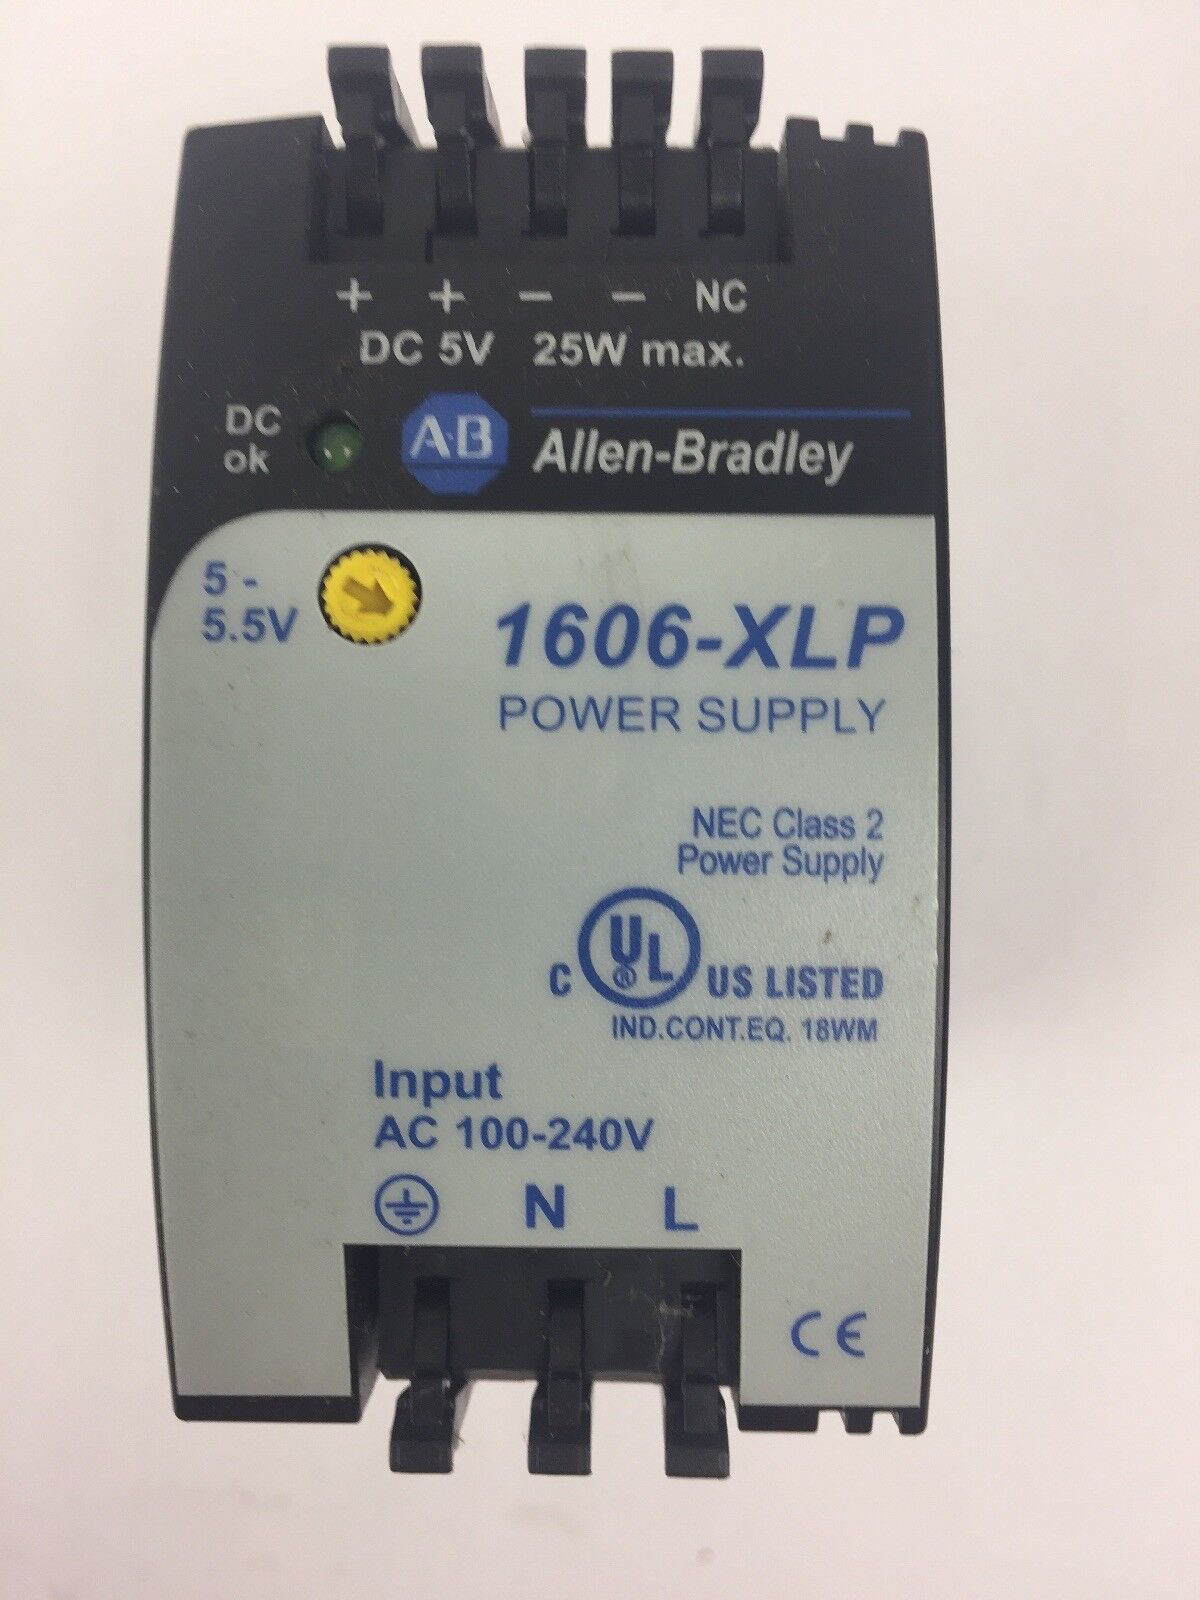 + + – – NC
DC 5V 25W max.
DC
ok
A-B
Allen-Bradley
5 -
5.5V
1606-XLP
POWER SUPPLY
NEC Class 2
Power Supply
C UL ® US LISTED
IND.CONT.EQ. 18WM
Input
AC 100-240V
N L
CE